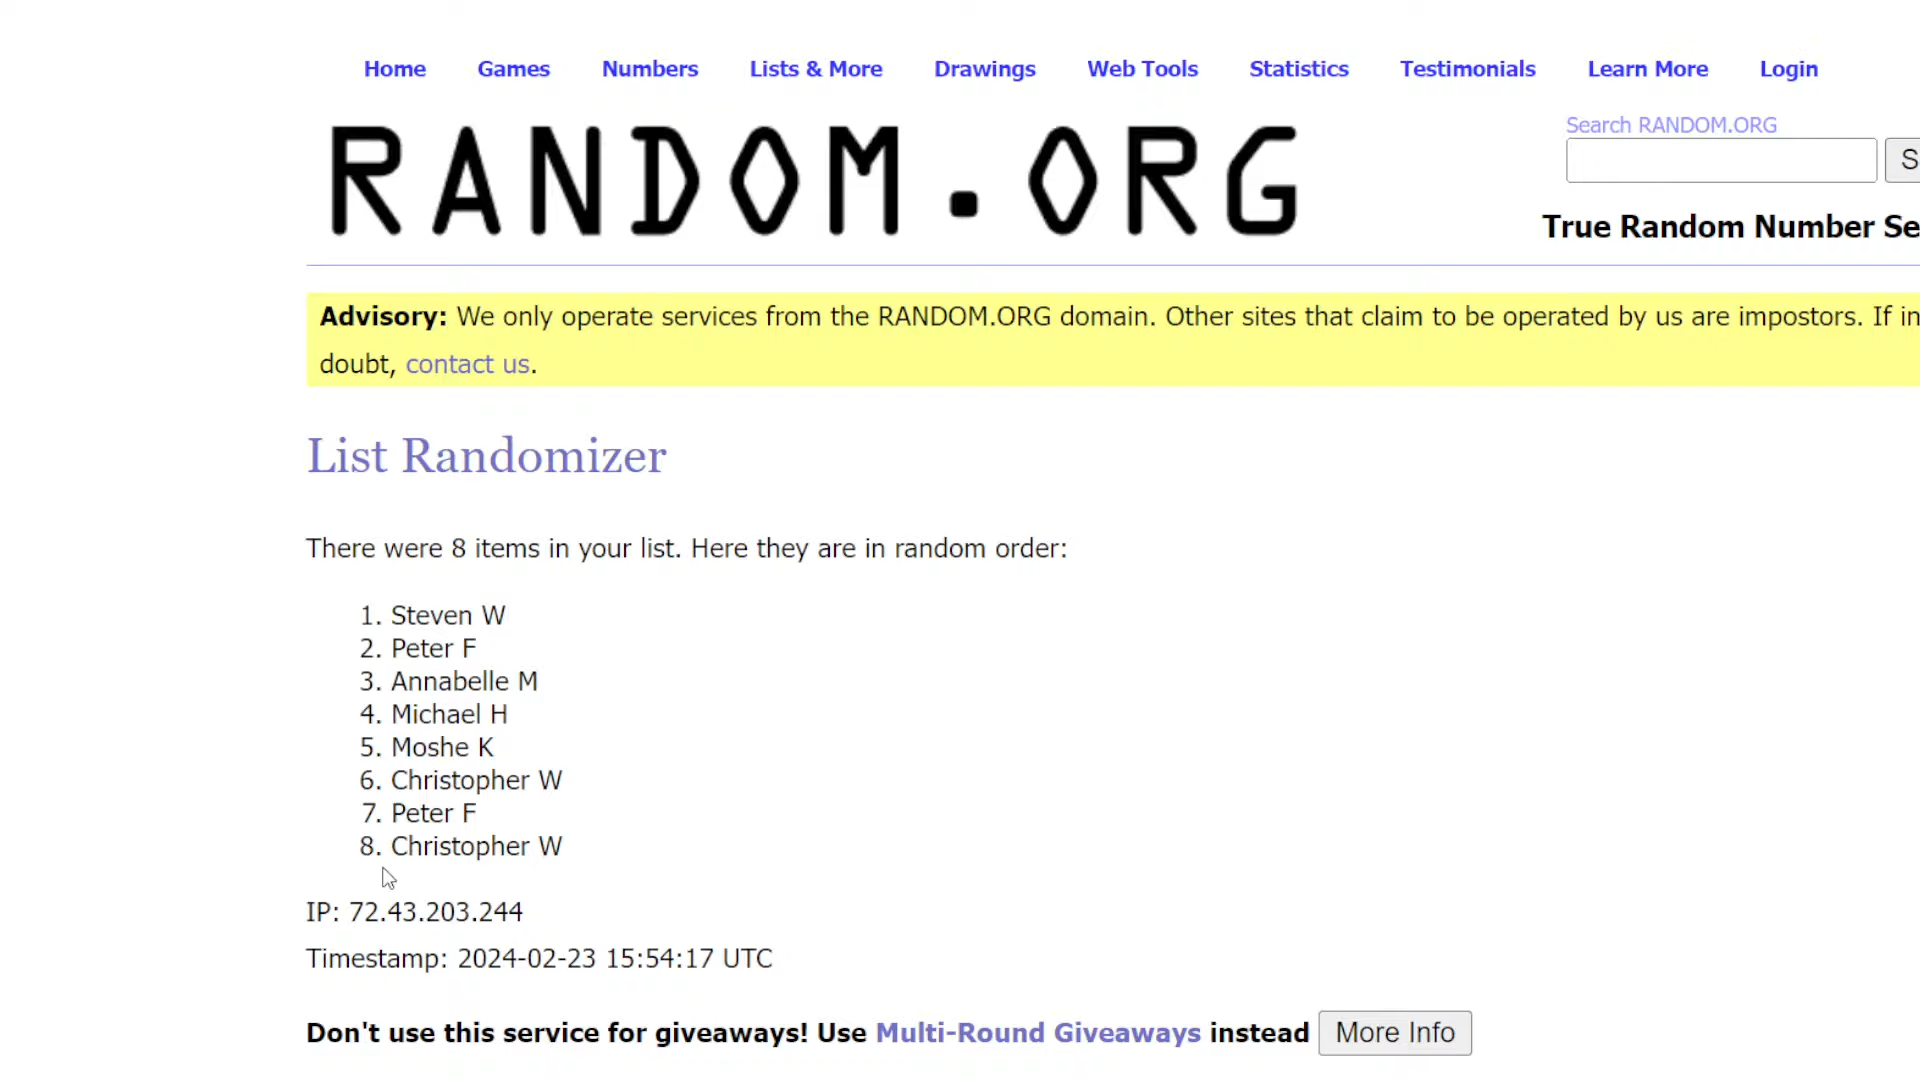 Home Games Numbers Lists & More Drawings Web Tools Statistics Testimonials Learn More Login
RANDOM.ORG
Search RANDOM.ORG
S
True Random Number Se
Advisory: We only operate services from the RANDOM.ORG domain. Other sites that claim to be operated by us are impostors. If in
doubt, contact us.
List Randomizer
There were 8 items in your list. Here they are in random order:
1. Steven W
2. Peter F
3. Annabelle M
4. Michael H
5. Moshe K
6. Christopher W
7. Peter F
8. Christopher W
IP: 72.43.203.244
Timestamp: 2024-02-23 15:54:17 UTC
Don't use this service for giveaways! Use Multi-Round Giveaways instead More Info